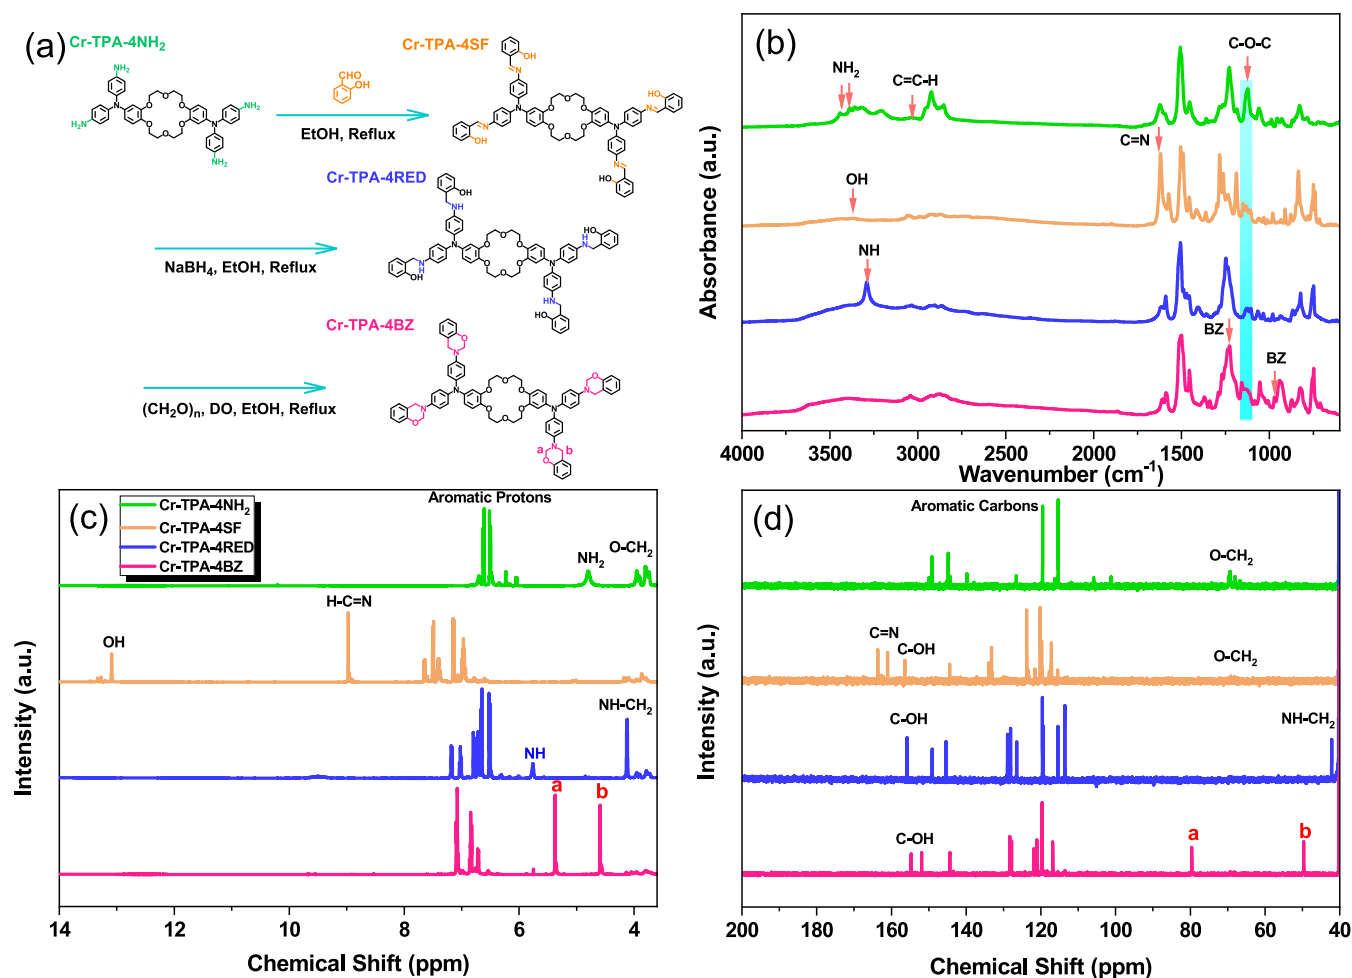 (a)
Cr-TPA-4NH₂
NH₂
NH₂
H₂N
NH₂
N
N
O
O
O
O
O
O
CHO
OH
EtOH, Reflux
Cr-TPA-4SF
OH
N
N
OH
N
OH
N
HO
NaBH₄, EtOH, Reflux
Cr-TPA-4RED
OH
NH
N
H
OH
HO
H
N
NH
HO
(CH₂O)ₙ, DO, EtOH, Reflux
Cr-TPA-4BZ
O
N
N
O
O
N
N
O
a
b
(b)
NH₂
C=C-H
C-O-C
C=N
OH
NH
BZ
BZ
Absorbance (a.u.)
4000 3500 3000 2500 2000 1500 1000
Wavenumber (cm⁻¹)
(c)
Cr-TPA-4NH₂
Cr-TPA-4SF
Cr-TPA-4RED
Cr-TPA-4BZ
Aromatic Protons
NH₂
O-CH₂
H-C=N
OH
NH-CH₂
NH
a
b
Intensity (a.u.)
14 12 10 8 6 4
Chemical Shift (ppm)
(d)
Aromatic Carbons
O-CH₂
C=N
C-OH
O-CH₂
C-OH
NH-CH₂
C-OH
a
b
Intensity (a.u.)
200 180 160 140 120 100 80 60 40
Chemical Shift (ppm)